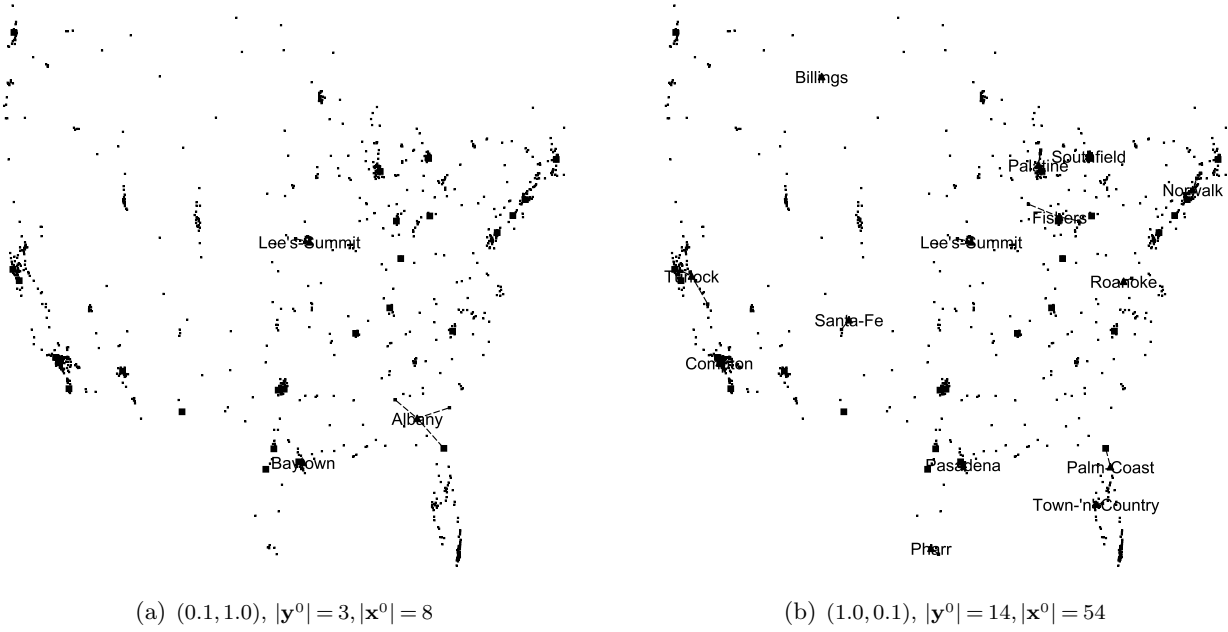 Lee's-Summit
Albany
Baytown
(a) (0.1, 1.0), |y⁰| = 3, |x⁰| = 8
Billings
Southfield
Palatine
Norwalk
Fishers
Lee's-Summit
Turlock
Roanoke
Santa-Fe
Compton
Pasadena
Palm-Coast
Town-'n'-Country
Pharr
(b) (1.0, 0.1), |y⁰| = 14, |x⁰| = 54